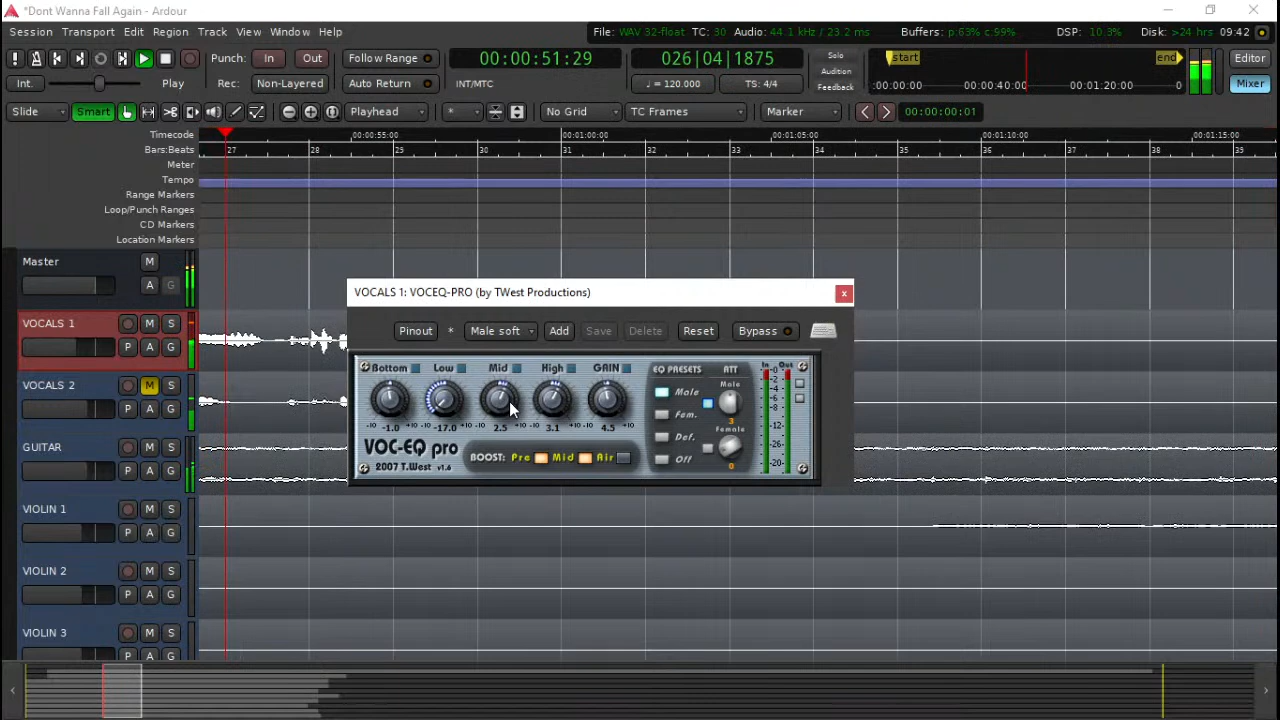 *Dont Wanna Fall Again - Ardour
Session Transport Edit Region Track View Window Help
File: WAV 32-float TC: 30 Audio: 44.1 kHz / 23.2 ms Buffers: p:63% c:99% DSP: 10.3% Disk: >24 hrs 09:42
Punch: In Out Follow Range 00:00:51:29 026|04|1875 Solo Audition Feedback start end Editor
Int. Play Rec: Non-Layered Auto Return INT/MTC ♩ = 120.000 TS: 4/4 00:00:00 00:00:40:00 00:01:20:00 Mixer
Slide Smart Playhead * No Grid TC Frames Marker 00:00:00:01
Timecode 00:00:55:00 00:01:00:00 00:01:05:00 00:01:10:00 00:01:15:00
Bars:Beats 27 28 29 30 31 32 33 34 35 36 37 38 39
Meter
Tempo
Range Markers
Loop/Punch Ranges
CD Markers
Location Markers
Master M
A G
VOCALS 1 M S
P A G
VOCALS 2 M S
P A G
GUITAR M S
P A G
VIOLIN 1 M S
P A G
VIOLIN 2 M S
P A G
VIOLIN 3 M S
P A G
VOCALS 1: VOCEQ-PRO (by TWest Productions) x
Pinout * Male soft Add Save Delete Reset Bypass
Bottom Low Mid High GAIN EQ PRESETS ATT In Out
-10 -1.0 +10 -10 -17.0 +10 -10 2.5 +10 -10 3.1 +10 -10 4.5 +10
Male Fem. Def. Off
Male 3
Female 0
-2 -4 -6 -8 -12 -20
VOC-EQ pro
2007 T.West v1.6
BOOST: Pre Mid Air